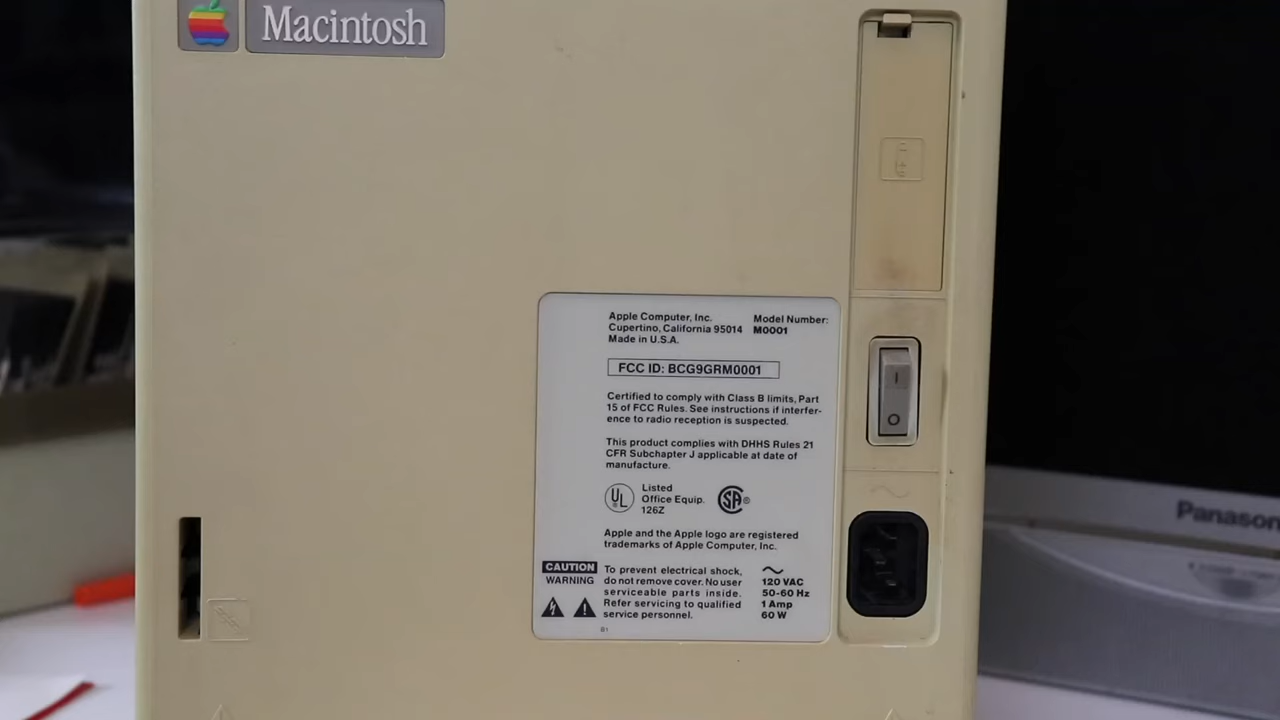 Macintosh
Apple Computer, Inc.
Cupertino, California 95014
Made in U.S.A.
Model Number:
M0001
FCC ID: BCG9GRM0001
Certified to comply with Class B limits, Part
15 of FCC Rules. See instructions if interfer-
ence to radio reception is suspected.
This product complies with DHHS Rules 21
CFR Subchapter J applicable at date of
manufacture.
UL
Listed
Office Equip.
126Z
SA®
Apple and the Apple logo are registered
trademarks of Apple Computer, Inc.
CAUTION
WARNING
To prevent electrical shock,
do not remove cover. No user
serviceable parts inside.
Refer servicing to qualified
service personnel.
120 VAC
50-60 Hz
1 Amp
60 W
I
O
Panason